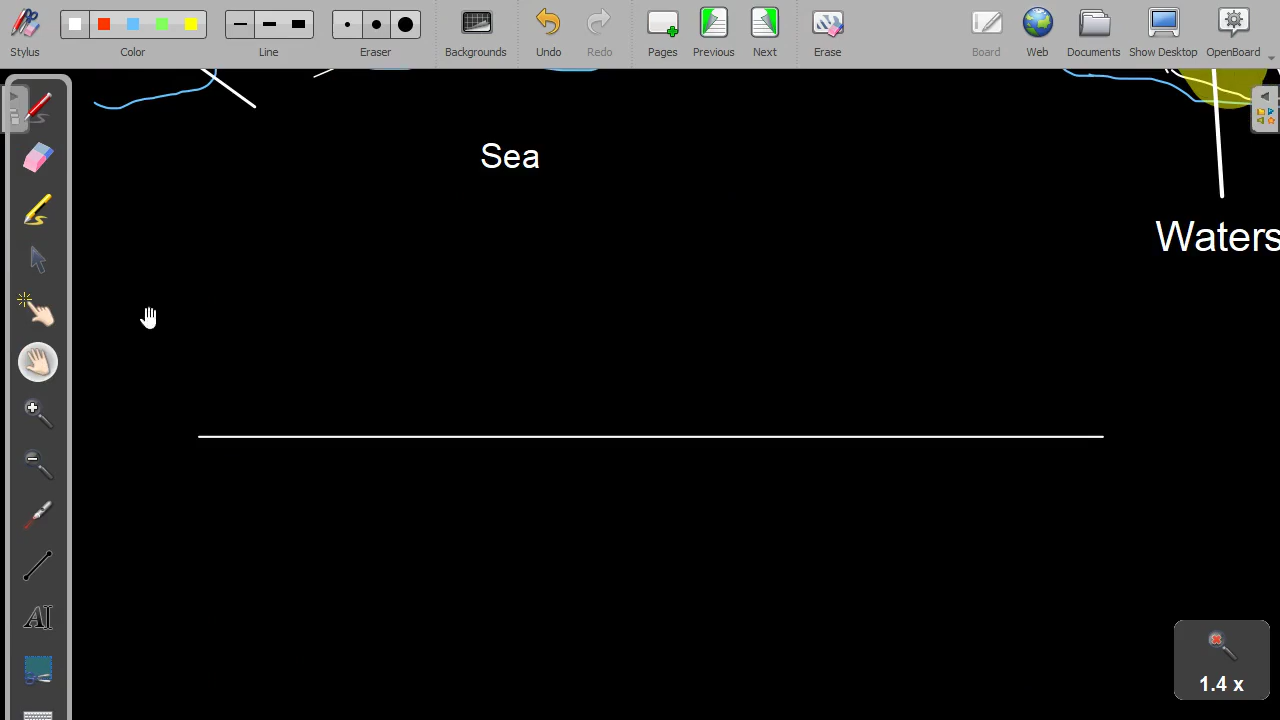 Stylus
Color
Line
Eraser
Backgrounds
Undo
Redo
Pages
Previous
Next
Erase
Board
Web
Documents
Show Desktop
OpenBoard
Sea
Waters
AI
1.4 x